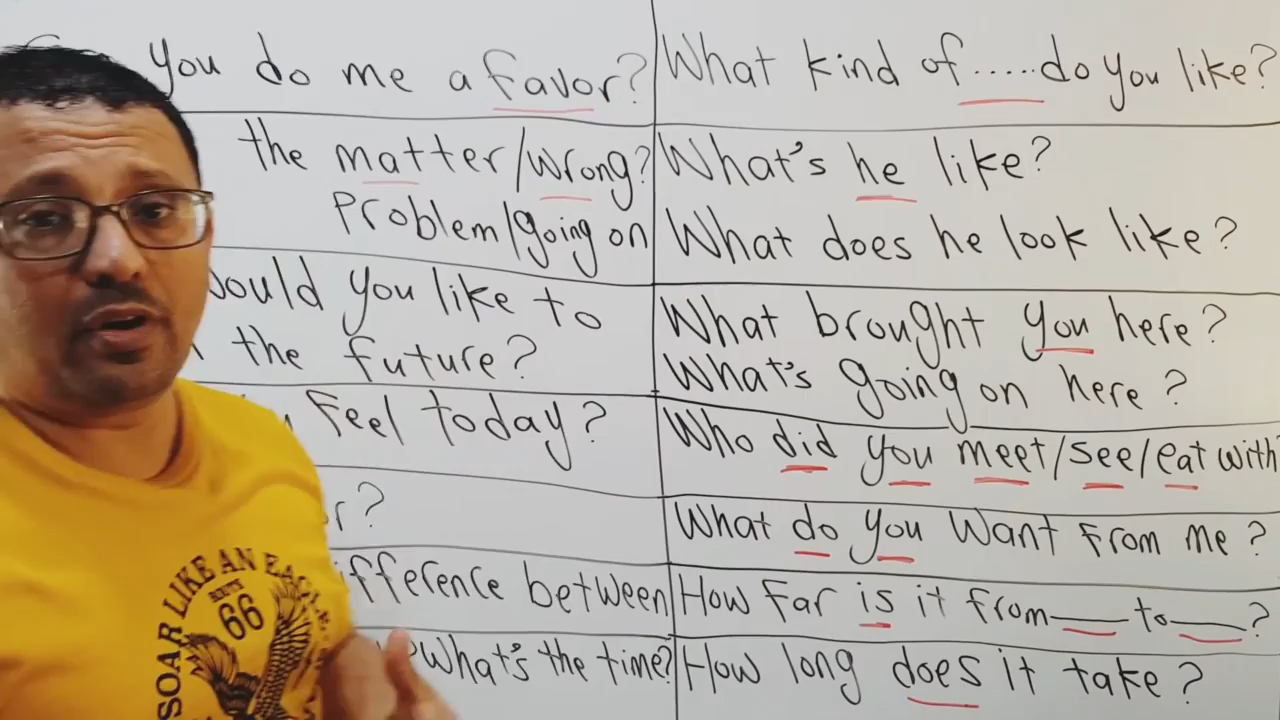 you do me a favor?
the matter/wrong?
Problem/going on
would you like to
the future?
feel today?
or?
ifference between
What's the time?
What kind of ..... do you like?
What's he like?
What does he look like?
What brought you here?
What's going on here?
Who did you meet/see/eat with
What do you want from me?
How far is it from ___ to ___?
How long does it take?
SOAR LIKE AN EAGLE
ROUTE
66